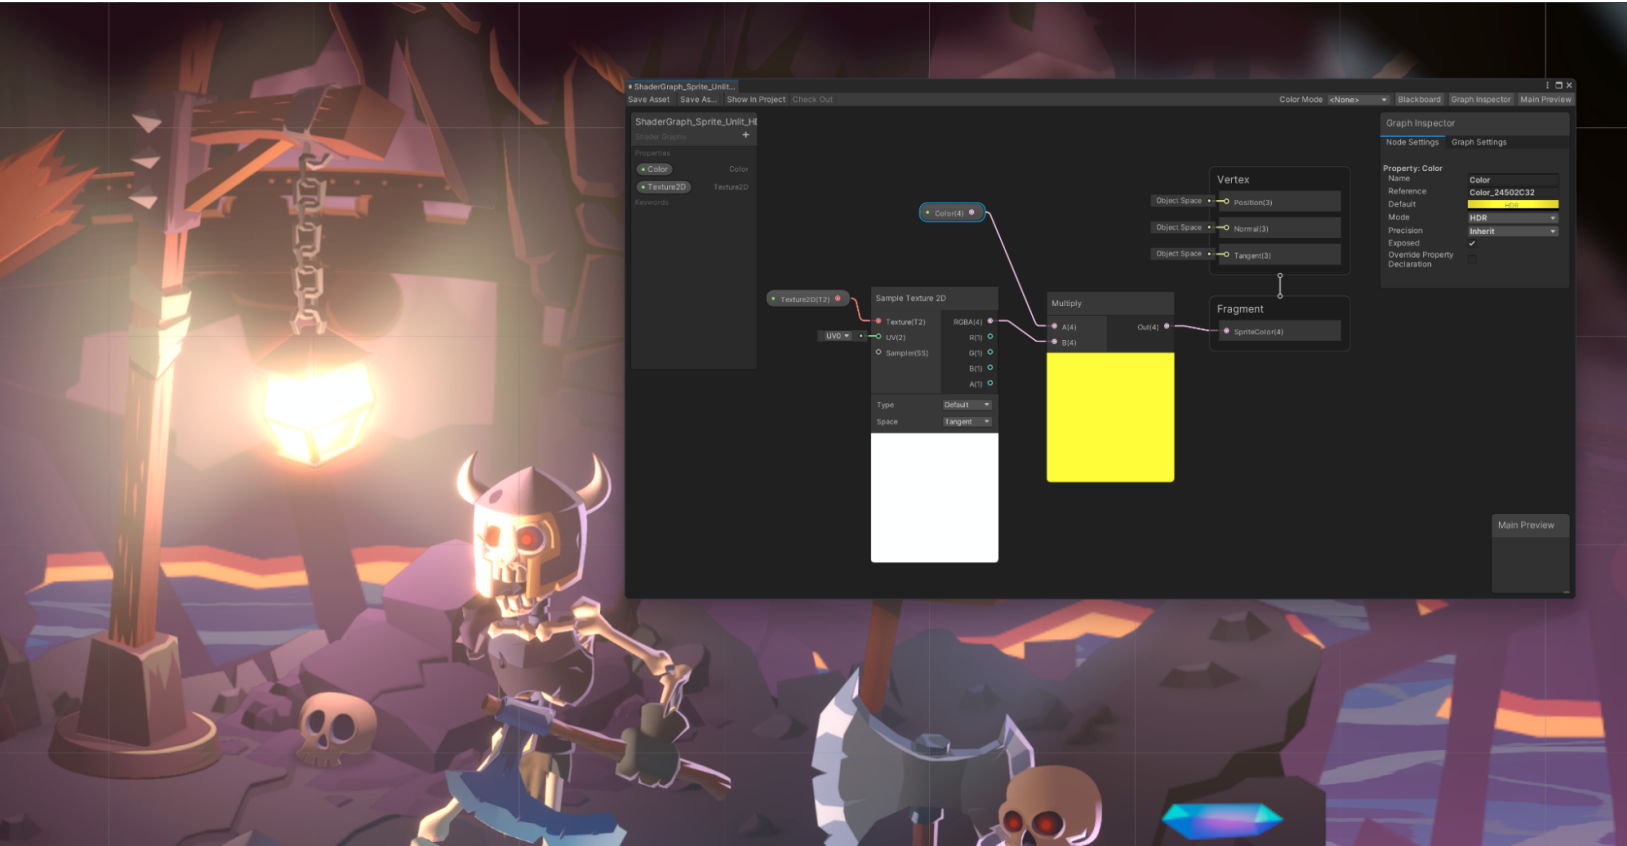 ShaderGraph_Sprite_Unlit...
Save Asset Save As... Show In Project Check Out
Color Mode <None> Blackboard Graph Inspector Main Preview
ShaderGraph_Sprite_Unlit_HD
Shader Graphs
+
Properties
Color Color
Texture2D Texture2D
Keywords
Color(4)
Texture2D(T2)
UV0
Sample Texture 2D
Texture(T2) RGBA(4)
UV(2) R(1)
Sampler(SS) G(1)
B(1)
A(1)
Type Default
Space Tangent
Multiply
A(4) Out(4)
B(4)
Vertex
Object Space Position(3)
Object Space Normal(3)
Object Space Tangent(3)
Fragment
SpriteColor(4)
Graph Inspector
Node Settings Graph Settings
Property: Color
Name Color
Reference Color_24502C32
Default HDR
Mode HDR
Precision Inherit
Exposed
Override Property
Declaration
Main Preview